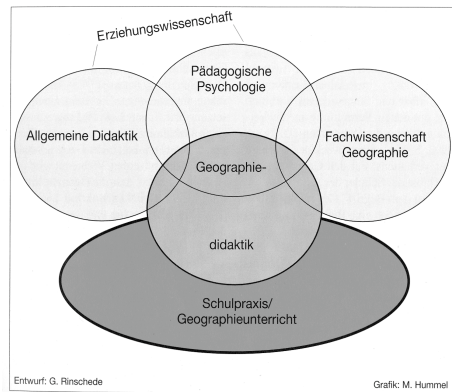 Erziehungswissenschaft
Pädagogische
Psychologie
Allgemeine Didaktik
Fachwissenschaft
Geographie
Geographie-
didaktik
Schulpraxis/
Geographieunterricht
Entwurf: G. Rinschede
Grafik: M. Hummel